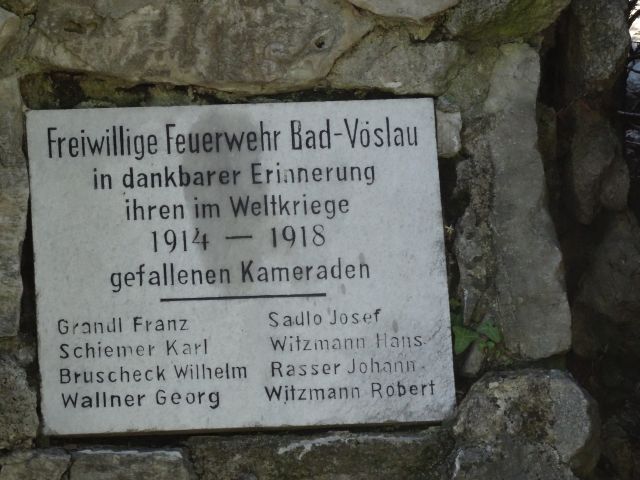 Freiwillige Feuerwehr Bad-Vöslau
in dankbarer Erinnerung
ihren im Weltkriege
1914 — 1918
gefallenen Kameraden
Grandl Franz
Schiemer Karl
Bruscheck Wilhelm
Wallner Georg
Sadlo Josef
Witzmann Hans
Rasser Johann
Witzmann Robert